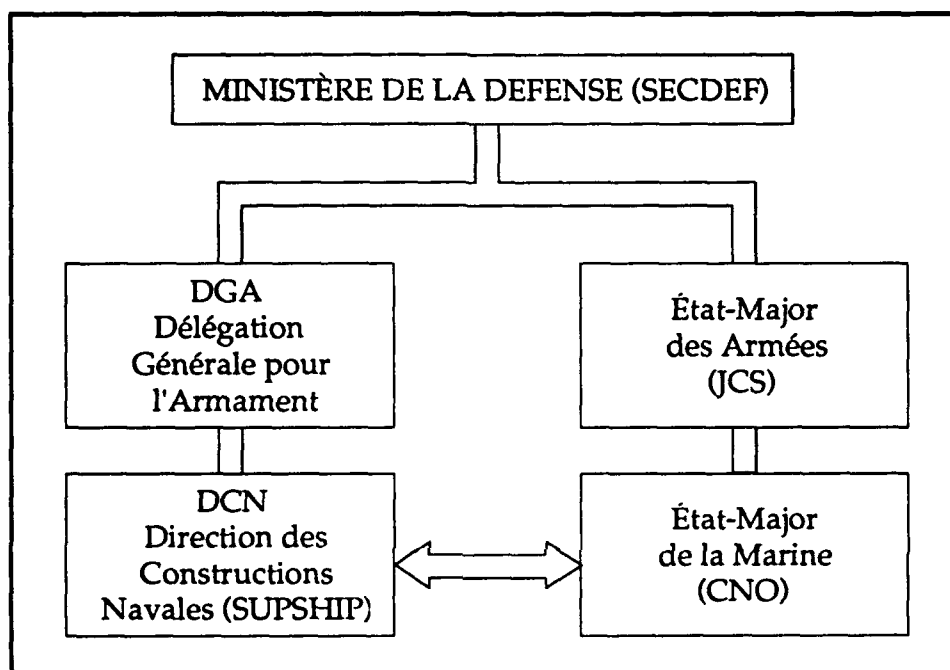 MINISTÈRE DE LA DEFENSE (SECDEF)
DGA
Délégation
Générale pour
l'Armament
État-Major
des Armées
(JCS)
DCN
Direction des
Constructions
Navales (SUPSHIP)
État-Major
de la Marine
(CNO)